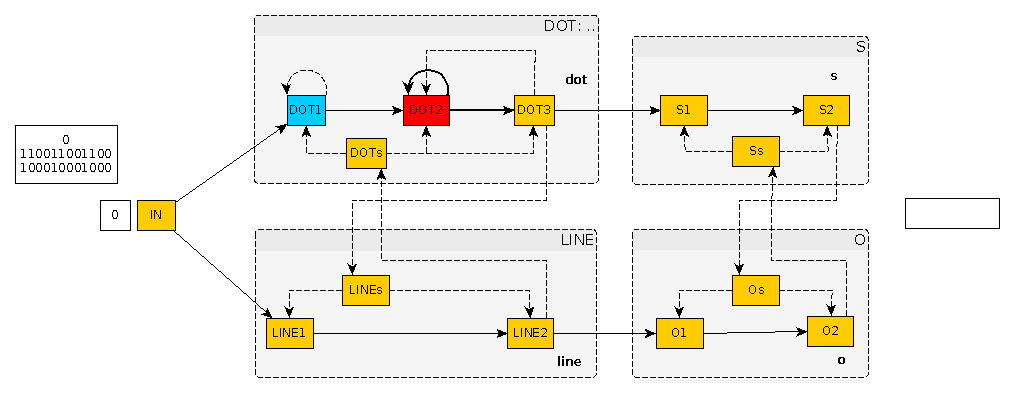 DOT: ..
S
dot
s
DOT1
DOT2
DOT3
S1
S2
0
110011001100
100010001000
DOTs
Ss
0
IN
LINE
O
LINEs
Os
LINE1
LINE2
O1
O2
line
o